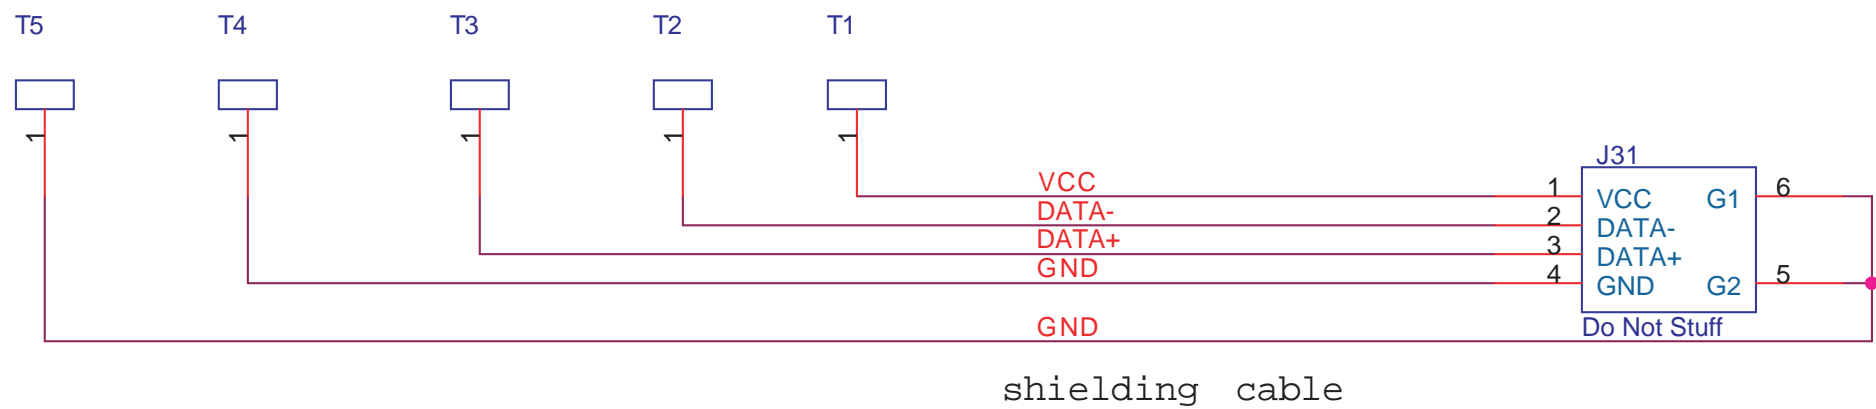 T5 T4 T3 T2 T1
1 1 1 1 1
J31
VCC 1 VCC G1 6
DATA- 2 DATA-
DATA+ 3 DATA+
GND 4 GND G2 5
GND Do Not Stuff
shielding cable